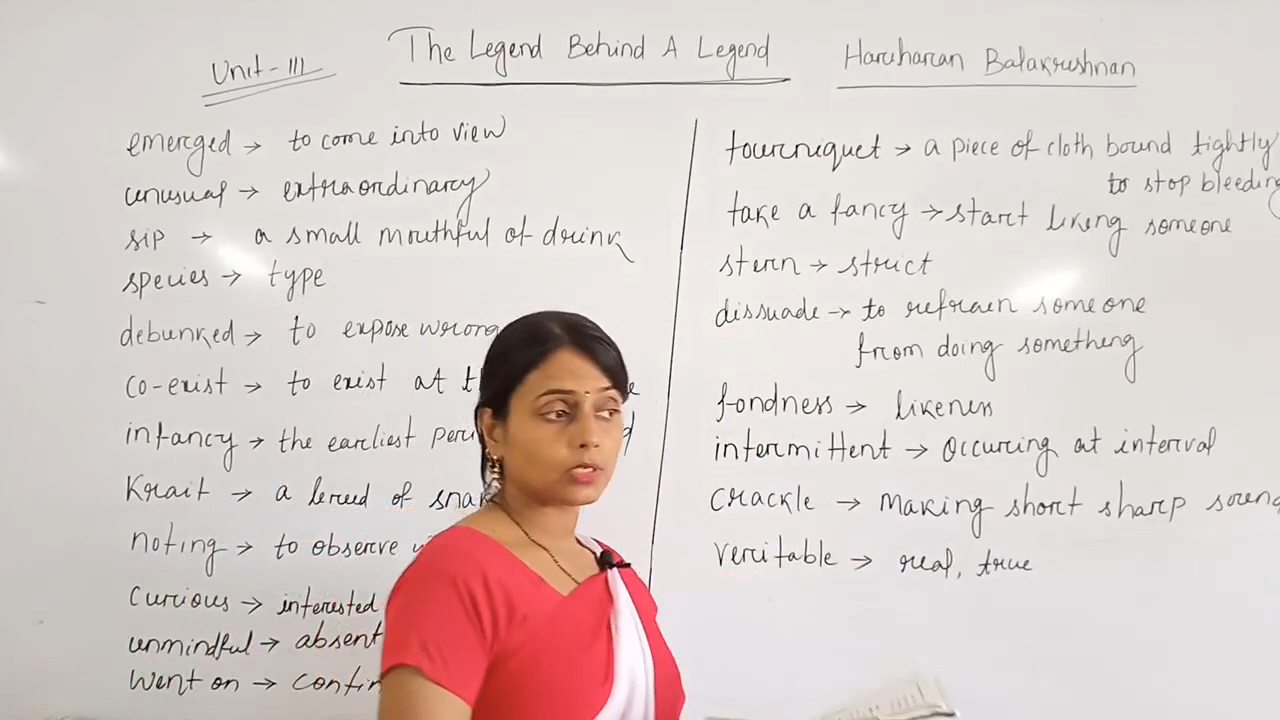 Unit-III
The Legend Behind A Legend
Hariharan Balakrishnan
emerged → to come into view
unusual → extraordinary
sip → a small mouthful of drink
species → type
debunked → to expose wrong
co-exist → to exist at
infancy → the earliest
Krait → a breed of
noting → to observe
curious → interested
unmindful → absent
Went on →
tourniquet → a piece of cloth bound tightly
to stop bleeding
take a fancy → start liking someone
stern → strict
dissuade → to refrain someone
from doing something
fondness → likeness
intermittent → Occuring at interval
crackle → Making short sharp sound
veritable → real, true